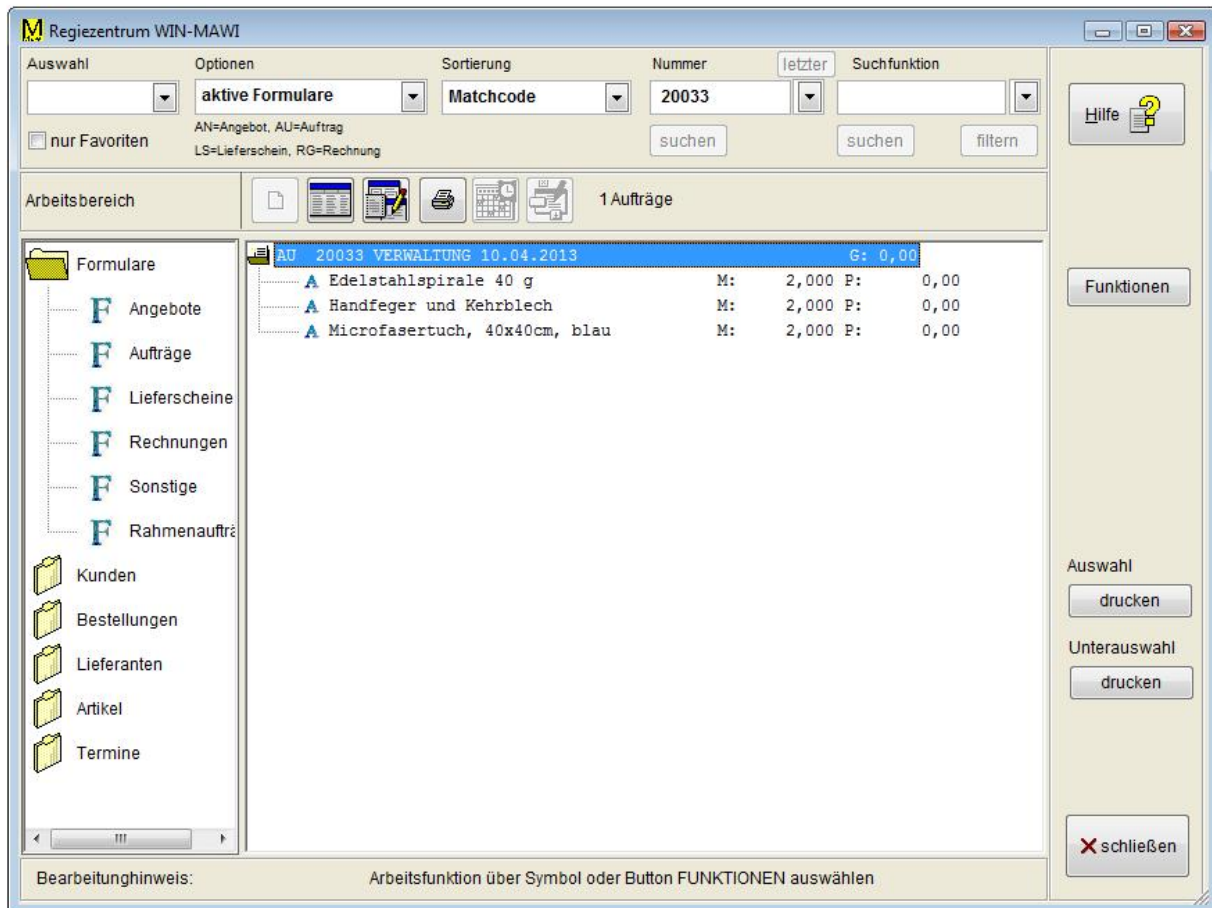 Regiezentrum WIN-MAWI
Auswahl Optionen Sortierung Nummer letzter Suchfunktion
aktive Formulare Matchcode 20033
Hilfe
nur Favoriten AN=Angebot, AU=Auftrag suchen suchen filtern
LS=Lieferschein, RG=Rechnung
Arbeitsbereich 1 Aufträge
Formulare
Angebote
Aufträge
Lieferscheine
Rechnungen
Sonstige
Rahmenaufträ
Kunden
Bestellungen
Lieferanten
Artikel
Termine
AU 20033 VERWALTUNG 10.04.2013 G: 0,00
A Edelstahlspirale 40 g M: 2,000 P: 0,00
A Handfeger und Kehrblech M: 2,000 P: 0,00
A Microfasertuch, 40x40cm, blau M: 2,000 P: 0,00
Funktionen
Auswahl
drucken
Unterauswahl
drucken
schließen
Bearbeitunghinweis: Arbeitsfunktion über Symbol oder Button FUNKTIONEN auswählen